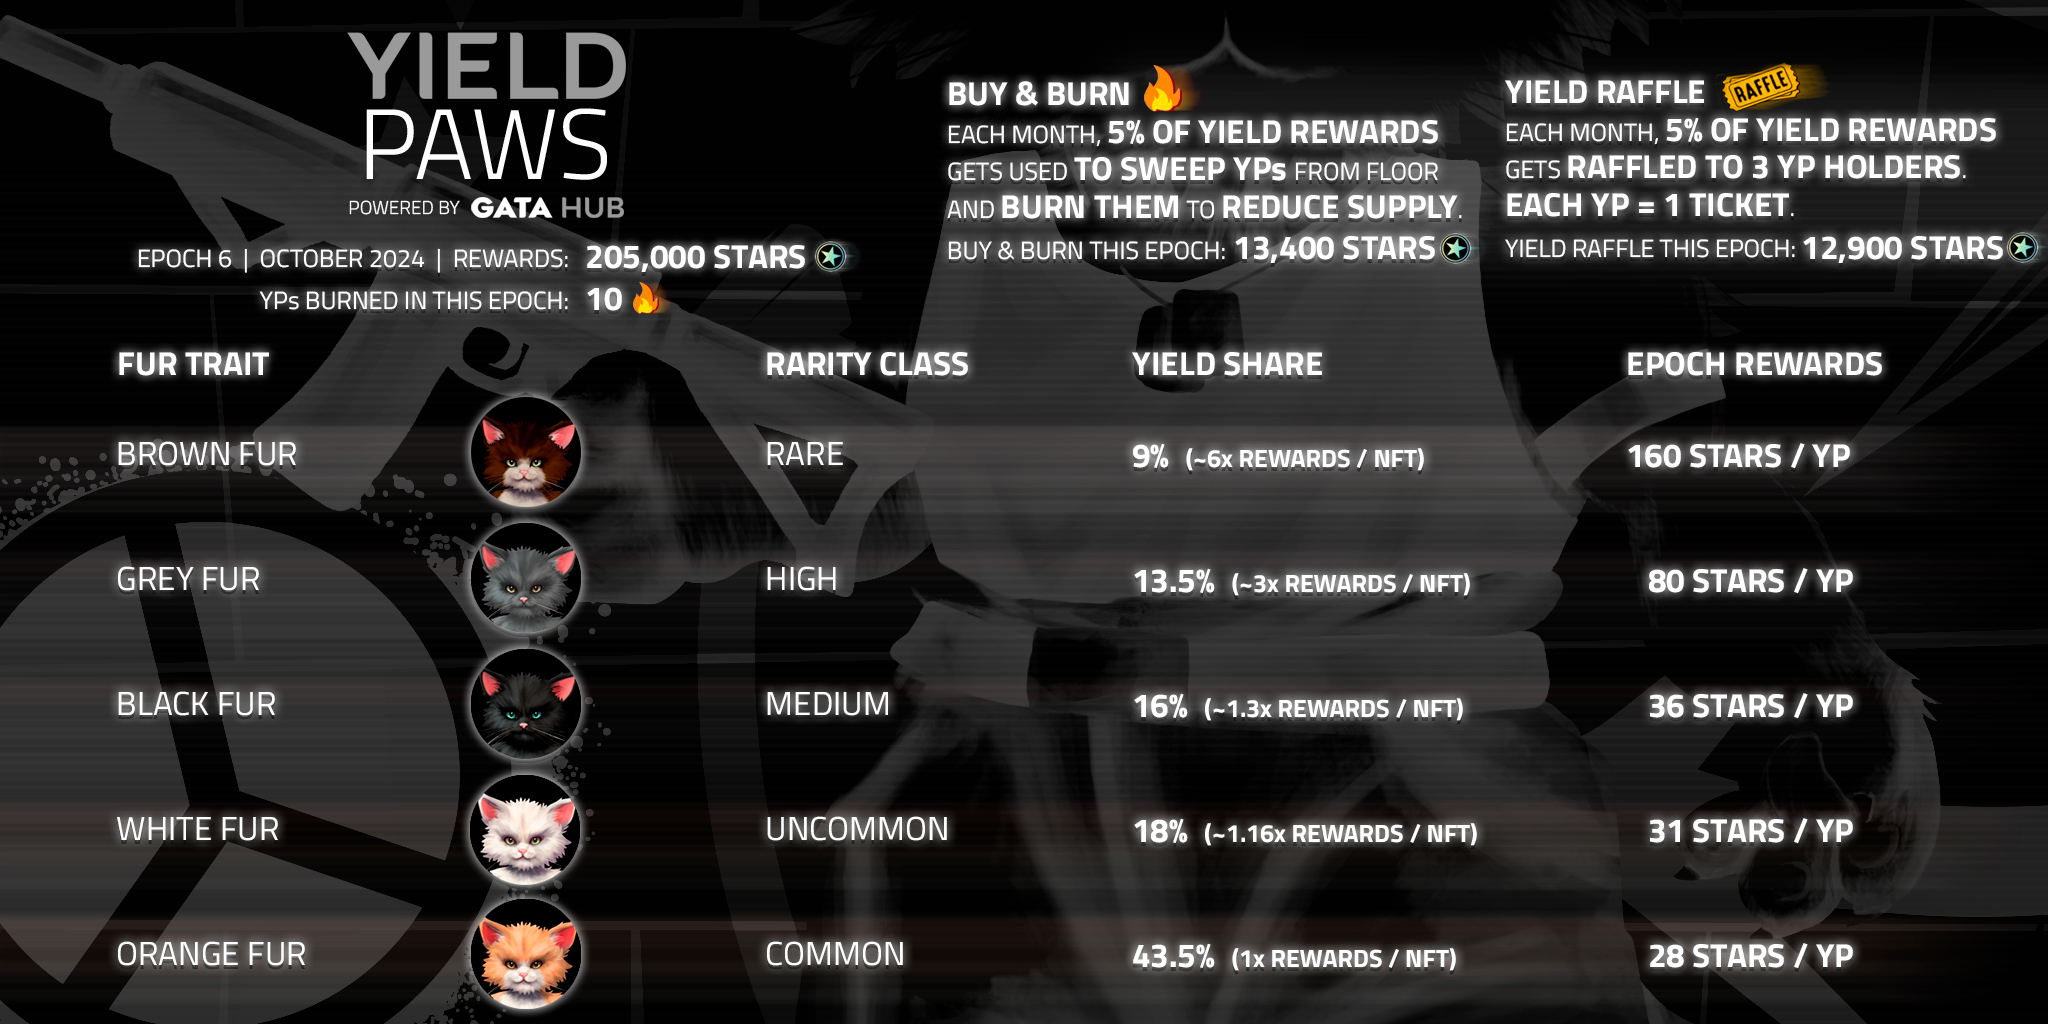 YIELD
PAWS
POWERED BY GATA HUB
EPOCH 6 | OCTOBER 2024 | REWARDS: 205,000 STARS
YPs BURNED IN THIS EPOCH: 10
BUY & BURN
EACH MONTH, 5% OF YIELD REWARDS
GETS USED TO SWEEP YPs FROM FLOOR
AND BURN THEM TO REDUCE SUPPLY.
BUY & BURN THIS EPOCH: 13,400 STARS
YIELD RAFFLE RAFFLE
EACH MONTH, 5% OF YIELD REWARDS
GETS RAFFLED TO 3 YP HOLDERS.
EACH YP = 1 TICKET.
YIELD RAFFLE THIS EPOCH: 12,900 STARS
FUR TRAIT RARITY CLASS YIELD SHARE EPOCH REWARDS
BROWN FUR RARE 9% (~6x REWARDS / NFT) 160 STARS / YP
GREY FUR HIGH 13.5% (~3x REWARDS / NFT) 80 STARS / YP
BLACK FUR MEDIUM 16% (~1.3x REWARDS / NFT) 36 STARS / YP
WHITE FUR UNCOMMON 18% (~1.16x REWARDS / NFT) 31 STARS / YP
ORANGE FUR COMMON 43.5% (1x REWARDS / NFT) 28 STARS / YP